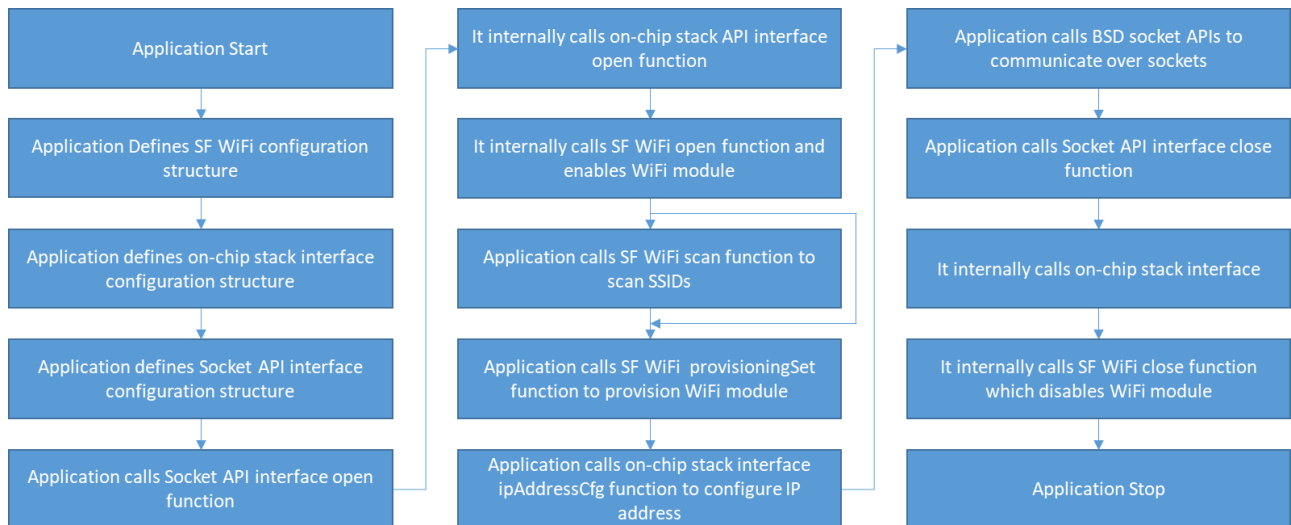 Application Start
Application Defines SF WiFi configuration
structure
Application defines on-chip stack interface
configuration structure
Application defines Socket API interface
configuration structure
Application calls Socket API interface open
function
It internally calls on-chip stack API interface
open function
It internally calls SF WiFi open function and
enables WiFi module
Application calls SF WiFi scan function to
scan SSIDs
Application calls SF WiFi provisioningSet
function to provision WiFi module
Application calls on-chip stack interface
ipAddressCfg function to configure IP
address
Application calls BSD socket APIs to
communicate over sockets
Application calls Socket API interface close
function
It internally calls on-chip stack interface
It internally calls SF WiFi close function
which disables WiFi module
Application Stop